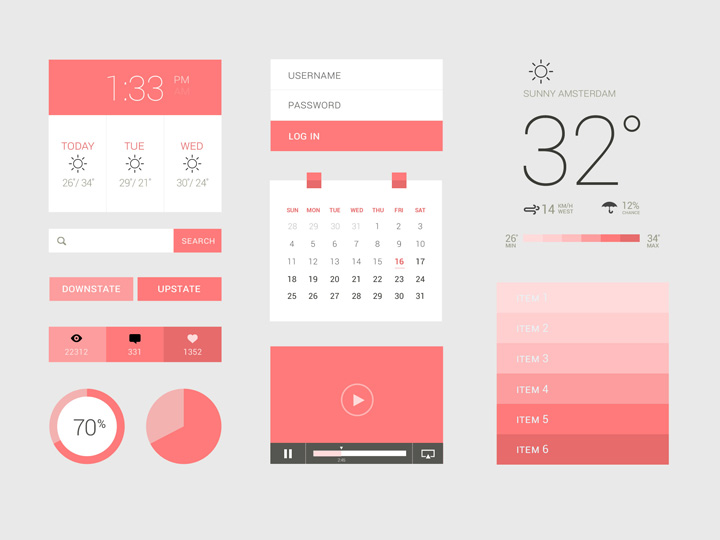 1:33
PM
AM
TODAY
26°/ 34°
TUE
29°/ 21°
WED
30°/ 24°
SEARCH
DOWNSTATE
UPSTATE
22312
331
1352
70%
USERNAME
PASSWORD
LOG IN
SUN MON TUE WED THU FRI SAT
28 29 30 31 1 2 3
4 5 6 7 8 9 10
11 12 13 14 15 16 17
18 19 20 21 22 23 24
25 26 27 28 29 30 31
2:45
SUNNY AMSTERDAM
32°
14 KM/H
WEST
12%
CHANCE
26°
MIN
34°
MAX
ITEM 1
ITEM 2
ITEM 3
ITEM 4
ITEM 5
ITEM 6